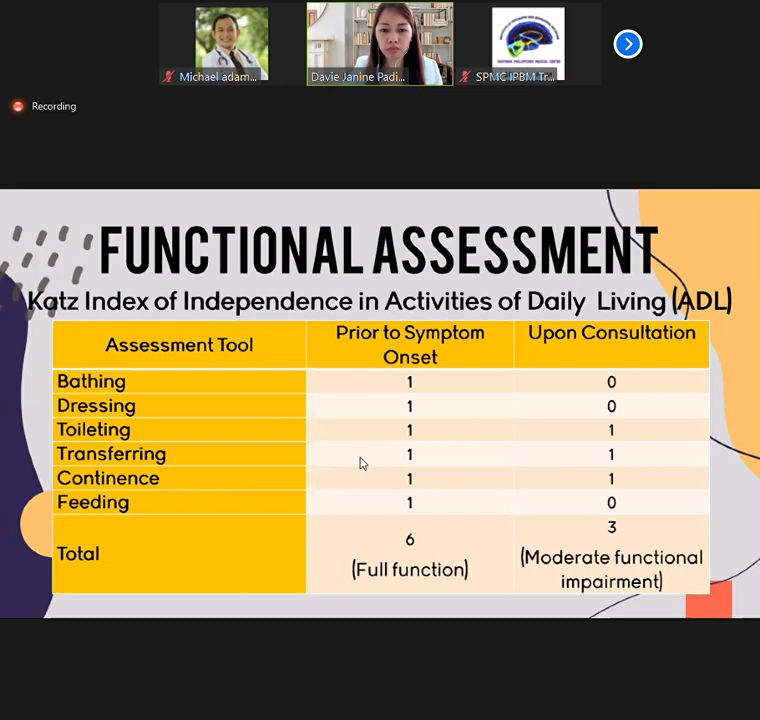 Michael adam...
Davie Janine Padi...
SPMC IPBM Tr...
Recording
FUNCTIONAL ASSESSMENT
Katz Index of Independence in Activities of Daily Living (ADL)
Assessment Tool
Prior to Symptom
Onset
Upon Consultation
Bathing 1 0
Dressing 1 0
Toileting 1 1
Transferring 1 1
Continence 1 1
Feeding 1 0
Total
6
(Full function)
3
(Moderate functional
impairment)